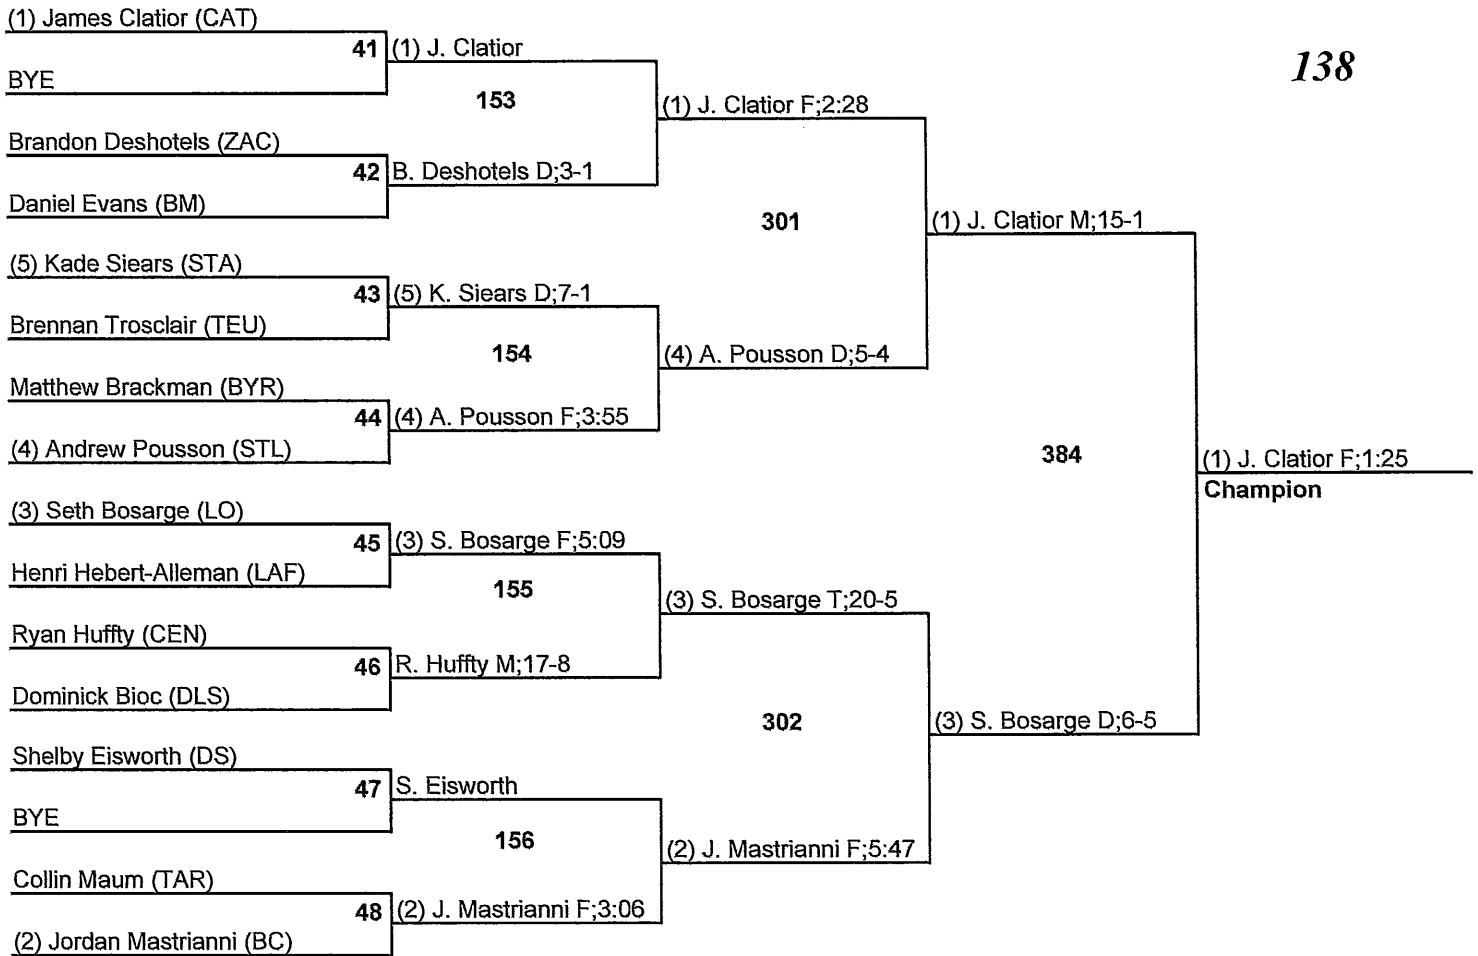 138
(1) James Clatior (CAT)
41
BYE
(1) J. Clatior
153
Brandon Deshotels (ZAC)
42
Daniel Evans (BM)
B. Deshotels D;3-1
(1) J. Clatior F;2:28
301
(5) Kade Siears (STA)
43
Brennan Trosclair (TEU)
(5) K. Siears D;7-1
154
Matthew Brackman (BYR)
44
(4) Andrew Pousson (STL)
(4) A. Pousson F;3:55
(4) A. Pousson D;5-4
(1) J. Clatior M;15-1
384
(3) Seth Bosarge (LO)
45
Henri Hebert-Alleman (LAF)
(3) S. Bosarge F;5:09
155
Ryan Huffty (CEN)
46
Dominick Bioc (DLS)
R. Huffty M;17-8
(3) S. Bosarge T;20-5
302
Shelby Eisworth (DS)
47
BYE
S. Eisworth
156
Collin Maum (TAR)
48
(2) Jordan Mastrianni (BC)
(2) J. Mastrianni F;3:06
(2) J. Mastrianni F;5:47
(3) S. Bosarge D;6-5
(1) J. Clatior F;1:25
Champion